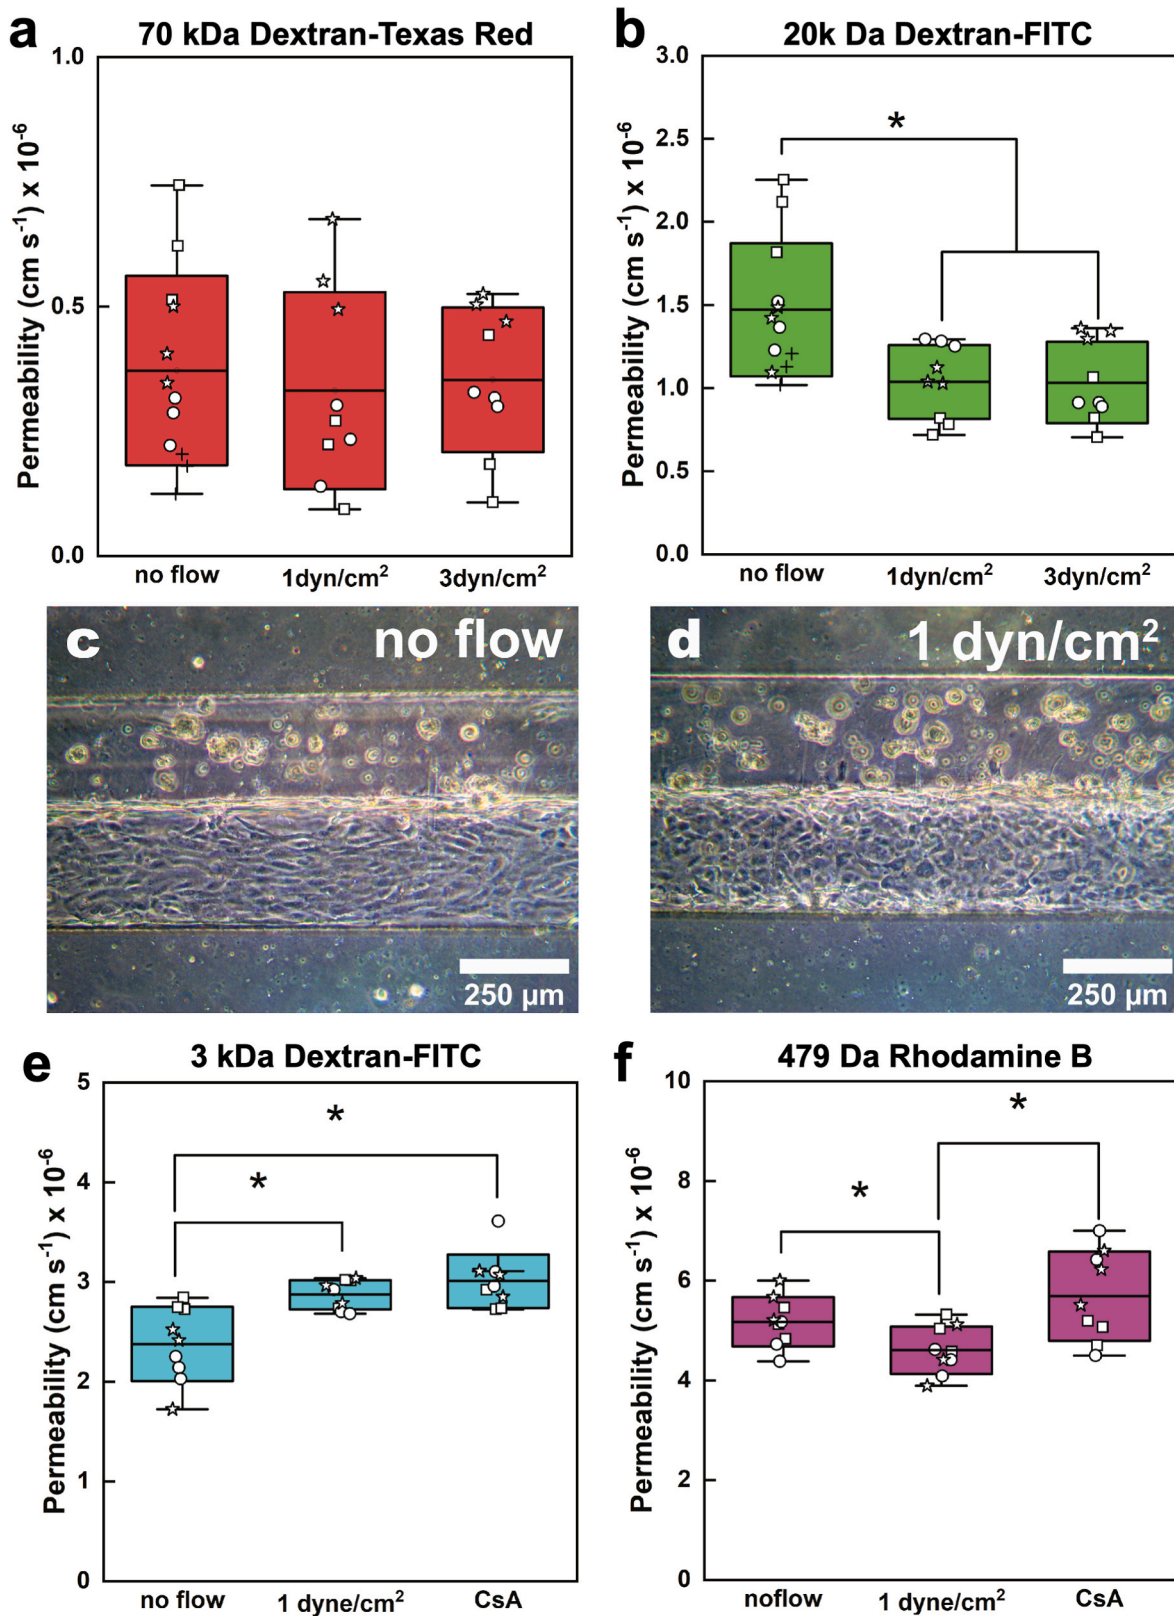 a
70 kDa Dextran-Texas Red
Permeability (cm s⁻¹) x 10⁻⁶
1.0
0.5
0.0
no flow
1dyn/cm²
3dyn/cm²
b
20k Da Dextran-FITC
Permeability (cm s⁻¹) x 10⁻⁶
3.0
2.5
2.0
1.5
1.0
0.5
0.0
*
no flow
1dyn/cm²
3dyn/cm²
c
no flow
250 µm
d
1 dyn/cm²
250 µm
e
3 kDa Dextran-FITC
Permeability (cm s⁻¹) x 10⁻⁶
5
4
3
2
1
0
*
*
no flow
1 dyne/cm²
CsA
f
479 Da Rhodamine B
Permeability (cm s⁻¹) x 10⁻⁶
10
8
6
4
2
0
*
*
noflow
1 dyne/cm²
CsA